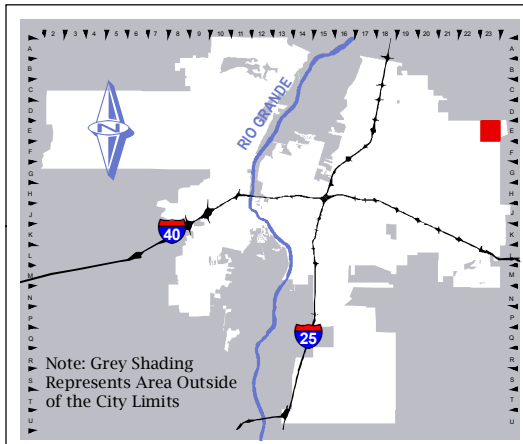 2 3 4 5 6 7 8 9 10 11 12 13 14 15 16 17 18 19 20 21 22 23
A A
B B
C C
D D
E E
F F
G G
H H
J J
K K
L L
M M
N N
P P
Q Q
R R
S S
T T
U U
N
RIO GRANDE
40
25
Note: Grey Shading
Represents Area Outside
of the City Limits